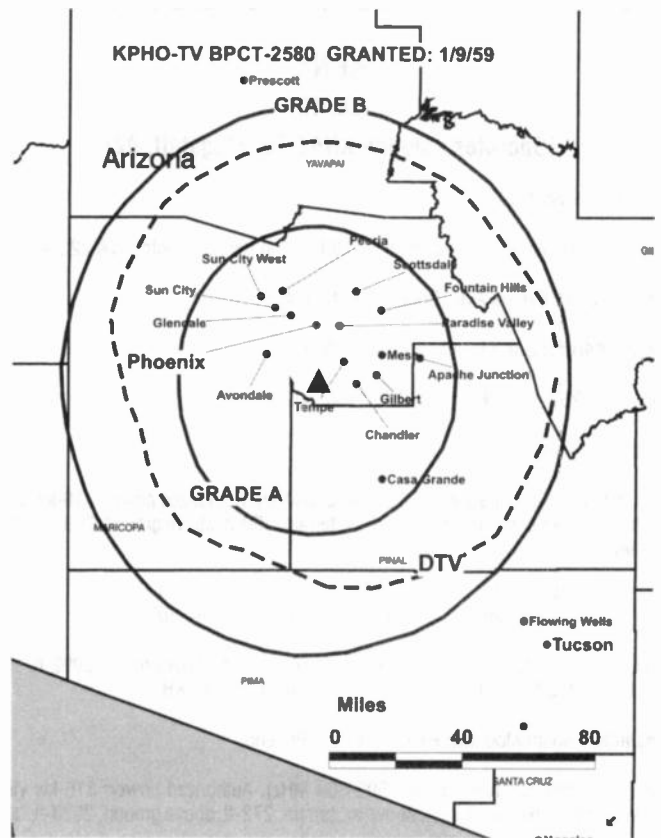 KPHO-TV BPCT-2580 GRANTED: 1/9/59
Prescott
GRADE B
Arizona
YAVAPAI
Peoria
Sun City West
Scottsdale
Sun City
Fountain Hills
Glendale
Paradise Valley
Phoenix
Mesa
Apache Junction
Avondale
Tempe
Gilbert
Chandler
Casa Grande
GRADE A
MARICOPA
PINAL
DTV
Flowing Wells
Tucson
PIMA
Miles
0 40 80
SANTA CRUZ